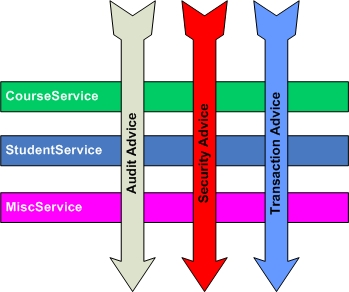 CourseService
StudentService
MiscService
Audit Advice
Security Advice
Transaction Advice